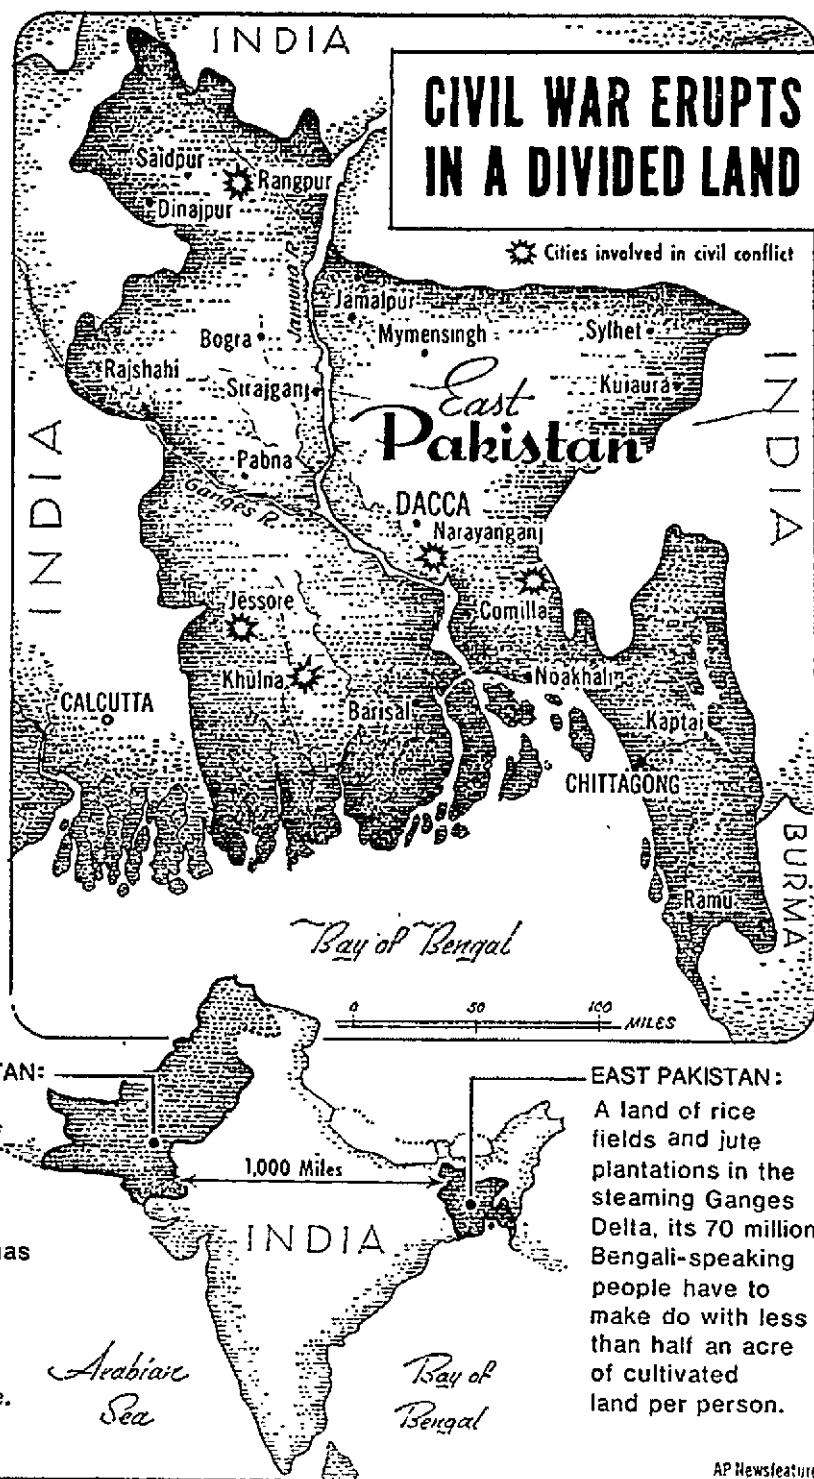 INDIA
CIVIL WAR ERUPTS
IN A DIVIDED LAND
Cities involved in civil conflict
Saidpur
Rangpur
Dinajpur
Jamuna R.
Jamalpur
Mymensingh
Sylhet
Bogra
Rajshahi
Sirajganj
Kulaura
East
Pakistan
INDIA
INDIA
Pabna
Ganges R.
DACCA
Narayanganj
Jessore
Comilla
Khulna
Noakhali
CALCUTTA
Barisal
Kaptai
CHITTAGONG
BURMA
Ramu
Bay of Bengal
0 50 100
MILES
TAN:
EAST PAKISTAN:
A land of rice
fields and jute
plantations in the
steaming Ganges
Delta, its 70 million
Bengali-speaking
people have to
make do with less
than half an acre
of cultivated
land per person.
1,000 Miles
INDIA
nas
Arabian
Sea
Bay of
Bengal
e.
AP Newsfeature